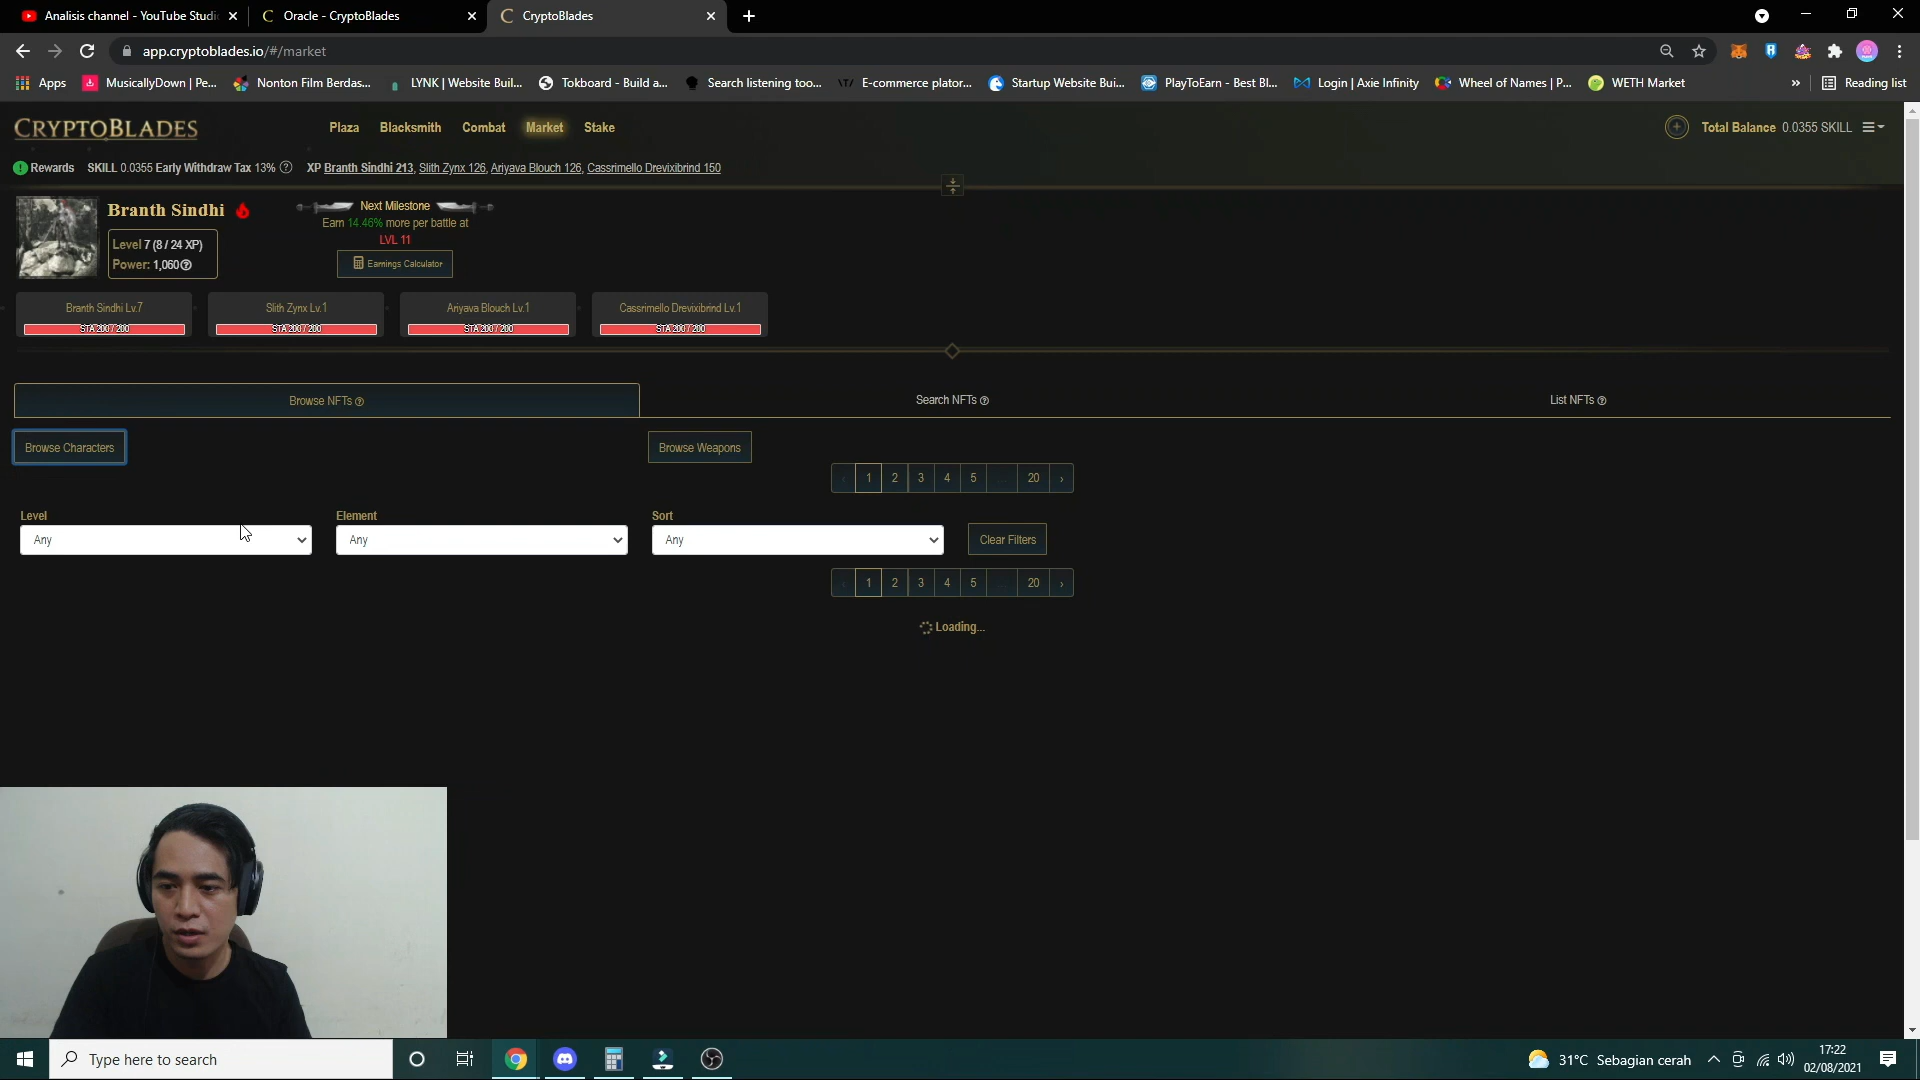 Analisis channel - YouTube Studi
Oracle - CryptoBlades
CryptoBlades
app.cryptoblades.io/#/market
Apps
MusicallyDown | Pe...
Nonton Film Berdas...
LYNK | Website Buil...
Tokboard - Build a...
Search listening too...
E-commerce plator...
Startup Website Bui...
PlayToEarn - Best Bl...
Login | Axie Infinity
Wheel of Names | P...
WETH Market
»
Reading list
CRYPTOBLADES
Plaza
Blacksmith
Combat
Market
Stake
Total Balance 0.0355 SKILL
Rewards SKILL 0.0355 Early Withdraw Tax 13% XP Branth Sindhi 213, Slith Zynx 126, Ariyava Blouch 126, Cassrimello Drevixibrind 150
Branth Sindhi
Level 7 (8 / 24 XP)
Power: 1,060
Next Milestone
Earn 14.46% more per battle at
LVL 11
Earnings Calculator
Branth Sindhi Lv.7
STA 200 / 200
Slith Zynx Lv.1
STA 200 / 200
Ariyava Blouch Lv.1
STA 200 / 200
Cassrimello Drevixibrind Lv.1
STA 200 / 200
Browse NFTs
Search NFTs
List NFTs
Browse Characters
Browse Weapons
‹ 1 2 3 4 5 ... 20 ›
Level
Any
Element
Any
Sort
Any
Clear Filters
‹ 1 2 3 4 5 ... 20 ›
Loading...
Type here to search
31°C Sebagian cerah
17:22
02/08/2021